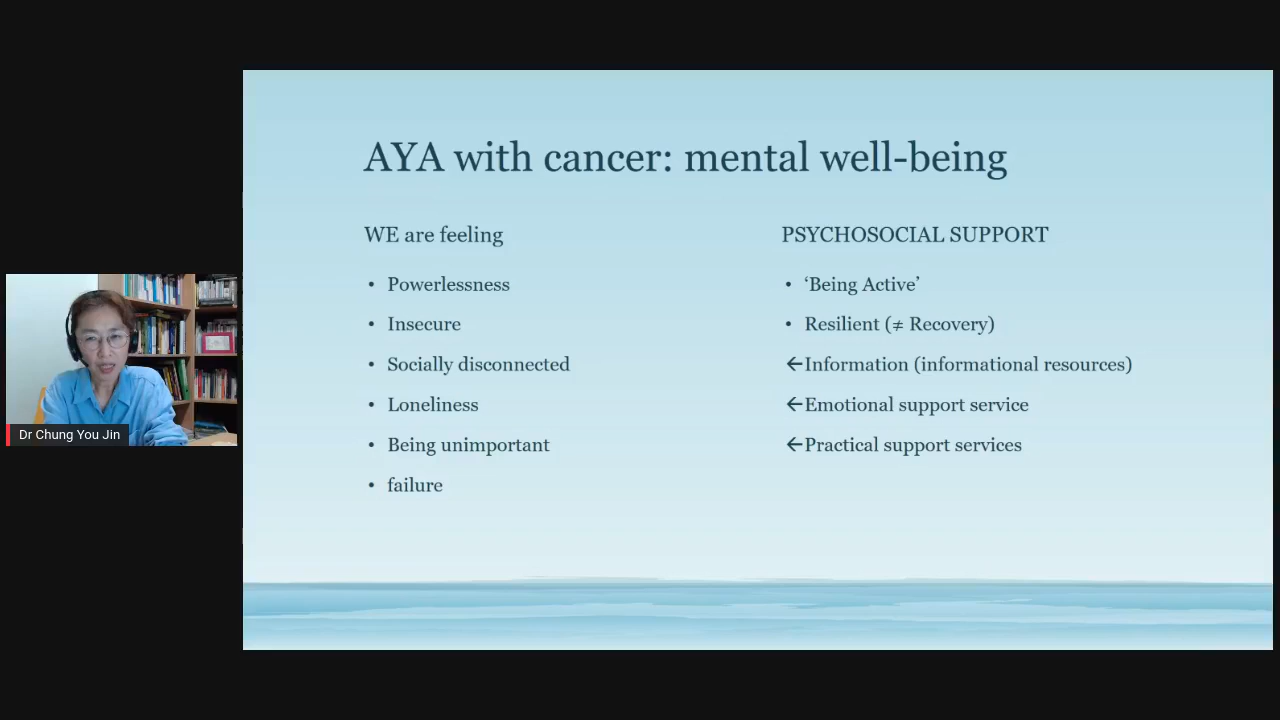 AYA with cancer: mental well-being
WE are feeling
• Powerlessness
• Insecure
• Socially disconnected
• Loneliness
• Being unimportant
• failure
PSYCHOSOCIAL SUPPORT
• ‘Being Active’
• Resilient (≠ Recovery)
←Information (informational resources)
←Emotional support service
←Practical support services
Dr Chung You Jin